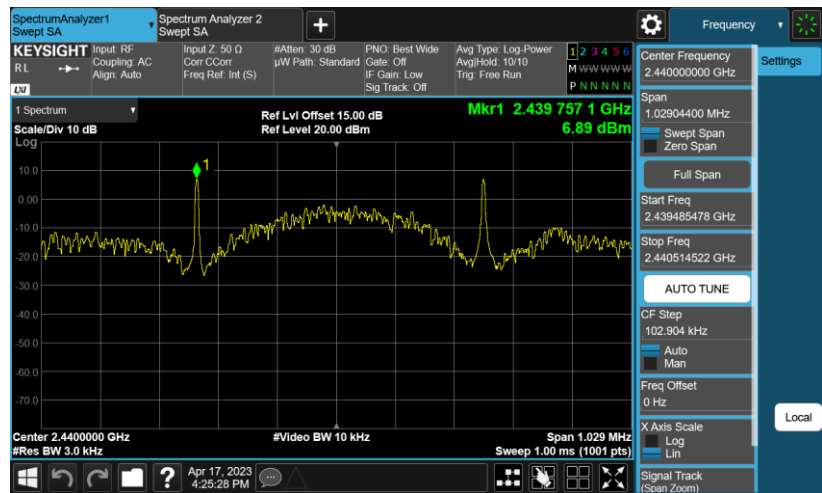 SpectrumAnalyzer1
Swept SA
Spectrum Analyzer 2
Swept SA
Frequency
KEYSIGHT
RL
LXI
Input: RF
Coupling: AC
Align: Auto
Input Z: 50 Ω
Corr CCorr
Freq Ref: Int (S)
#Atten: 30 dB
µW Path: Standard
PNO: Best Wide
Gate: Off
IF Gain: Low
Sig Track: Off
Avg Type: Log-Power
Avg|Hold: 10/10
Trig: Free Run
1 2 3 4 5 6
M W W W W W
P N N N N N
Center Frequency
2.440000000 GHz
Settings
Span
1.02904400 MHz
Swept Span
Zero Span
Full Span
Start Freq
2.439485478 GHz
Stop Freq
2.440514522 GHz
AUTO TUNE
CF Step
102.904 kHz
Auto
Man
Freq Offset
0 Hz
X Axis Scale
Log
Lin
Signal Track
(Span Zoom)
Local
1 Spectrum
Scale/Div 10 dB
Log
Ref Lvl Offset 15.00 dB
Ref Level 20.00 dBm
Mkr1 2.439 757 1 GHz
6.89 dBm
1
10.0
0.00
-10.0
-20.0
-30.0
-40.0
-50.0
-60.0
-70.0
Center 2.4400000 GHz
#Res BW 3.0 kHz
#Video BW 10 kHz
Span 1.029 MHz
Sweep 1.00 ms (1001 pts)
?
Apr 17, 2023
4:25:28 PM